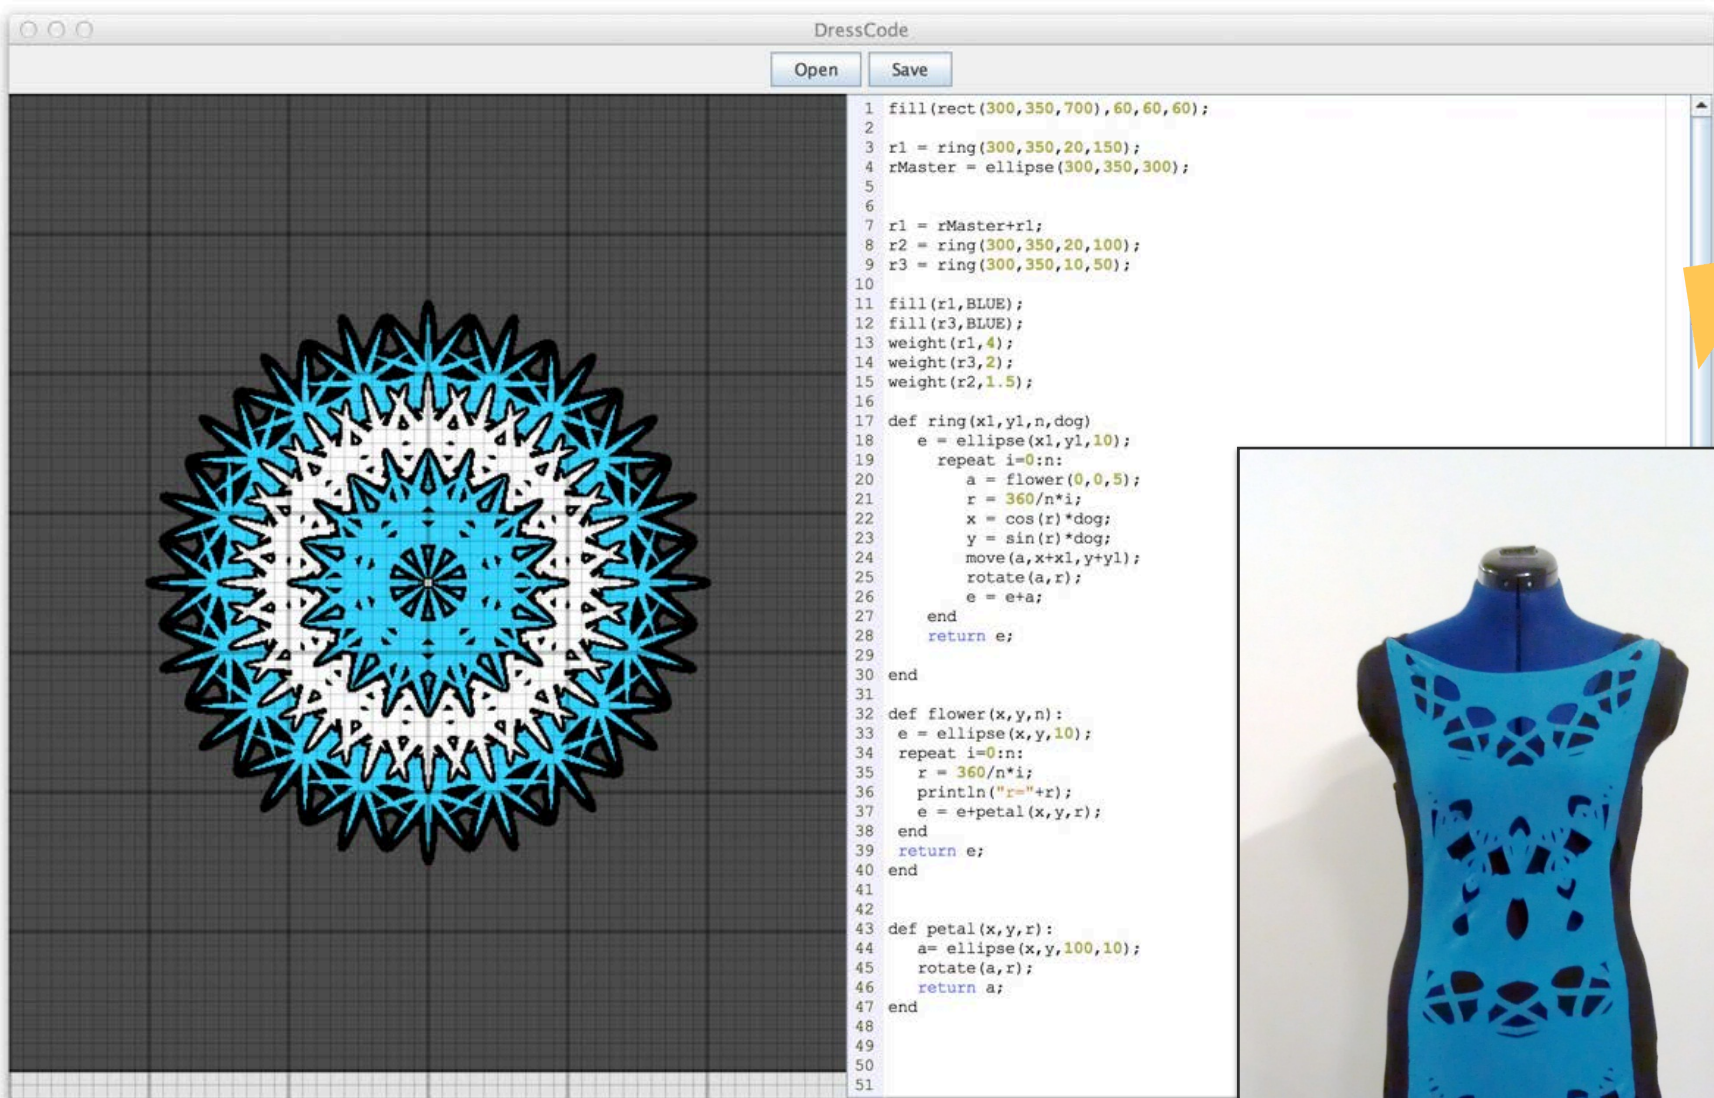 DressCode
Open Save
1 fill(rect(300,350,700),60,60,60);
2
3 r1 = ring(300,350,20,150);
4 rMaster = ellipse(300,350,300);
5
6
7 r1 = rMaster+r1;
8 r2 = ring(300,350,20,100);
9 r3 = ring(300,350,10,50);
10
11 fill(r1,BLUE);
12 fill(r3,BLUE);
13 weight(r1,4);
14 weight(r3,2);
15 weight(r2,1.5);
16
17 def ring(x1,y1,n,dog)
18    e = ellipse(x1,y1,10);
19      repeat i=0:n:
20         a = flower(0,0,5);
21         r = 360/n*i;
22         x = cos(r)*dog;
23         y = sin(r)*dog;
24         move(a,x+x1,y+y1);
25         rotate(a,r);
26         e = e+a;
27     end
28     return e;
29
30 end
31
32 def flower(x,y,n):
33  e = ellipse(x,y,10);
34  repeat i=0:n:
35    r = 360/n*i;
36    println("r="+r);
37    e = e+petal(x,y,r);
38  end
39  return e;
40 end
41
42
43 def petal(x,y,r):
44    a= ellipse(x,y,100,10);
45    rotate(a,r);
46    return a;
47 end
48
49
50
51